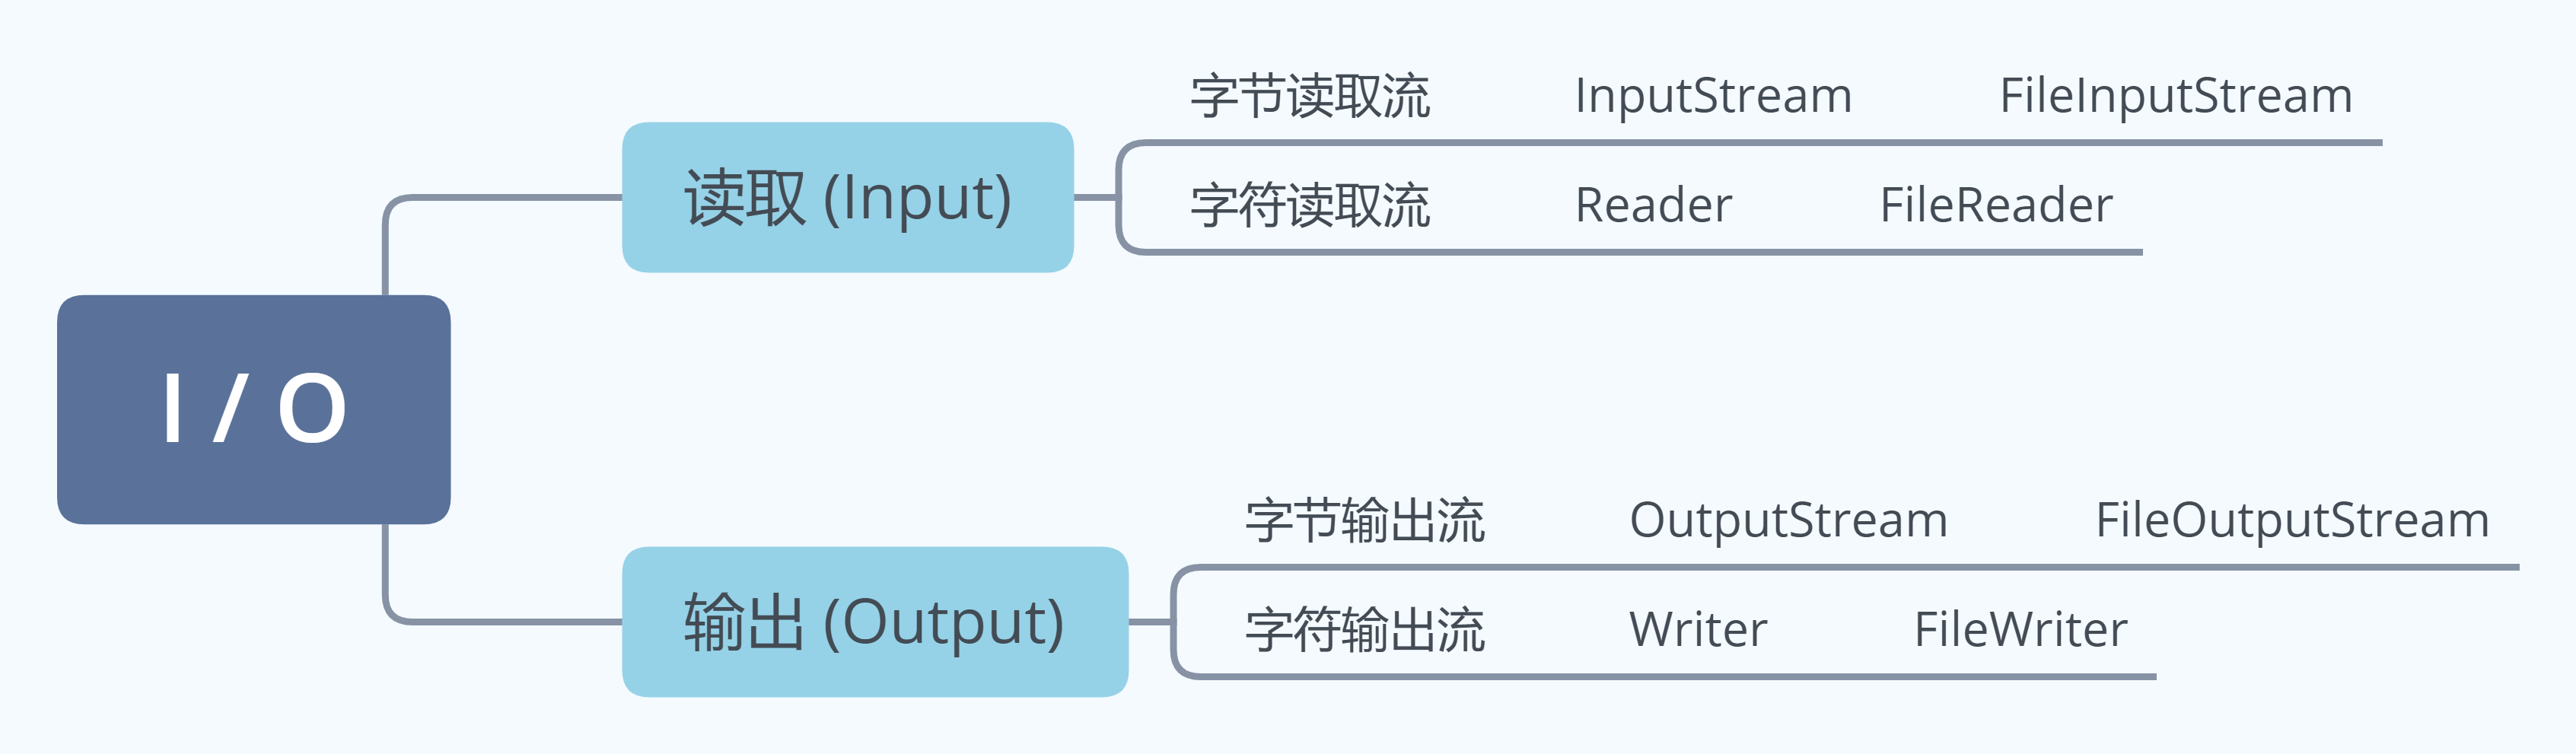 I / O
读取 (Input)
字节读取流 InputStream FileInputStream
字符读取流 Reader FileReader
输出 (Output)
字节输出流 OutputStream FileOutputStream
字符输出流 Writer FileWriter